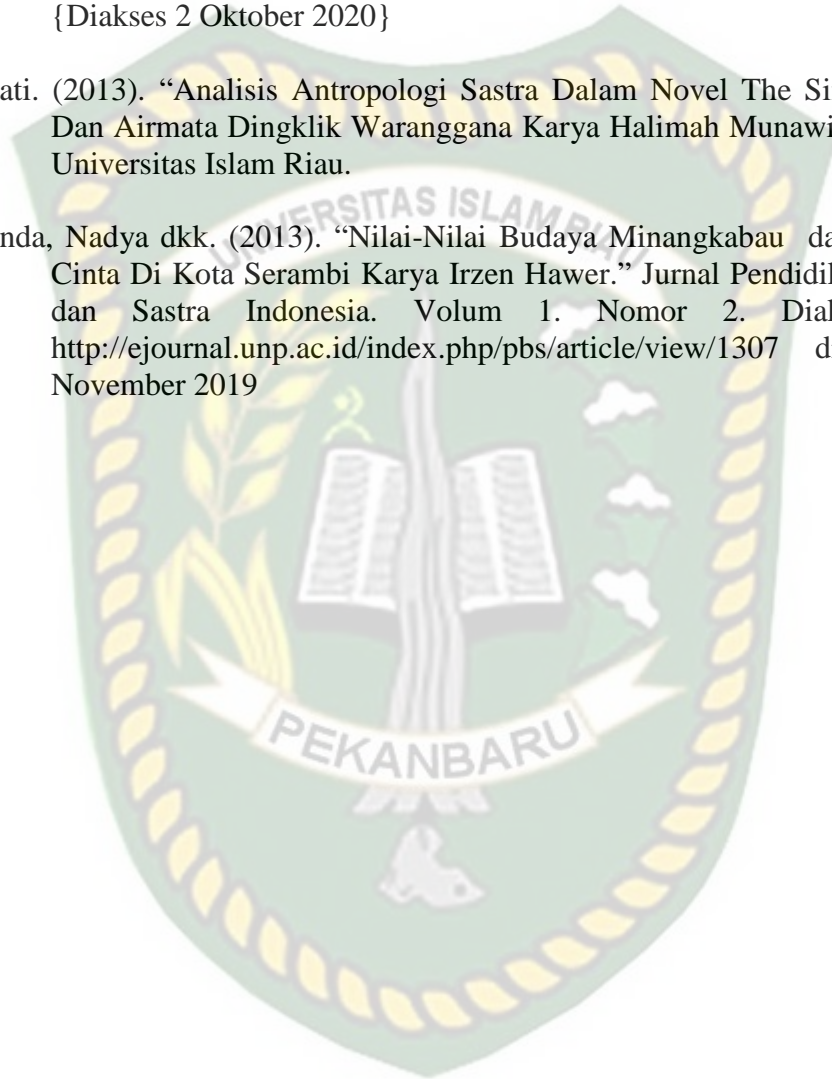 {Diakses 2 Oktober 2020}
ati. (2013). “Analisis Antropologi Sastra Dalam Novel The Si
Dan Airmata Dingklik Waranggana Karya Halimah Munawi
Universitas Islam Riau.
nda, Nadya dkk. (2013). “Nilai-Nilai Budaya Minangkabau da
Cinta Di Kota Serambi Karya Irzen Hawer.” Jurnal Pendidil
dan Sastra Indonesia. Volum 1. Nomor 2. Dial
http://ejournal.unp.ac.id/index.php/pbs/article/view/1307 d
November 2019
UNIVERSITAS ISLAM RIAU
PEKANBARU